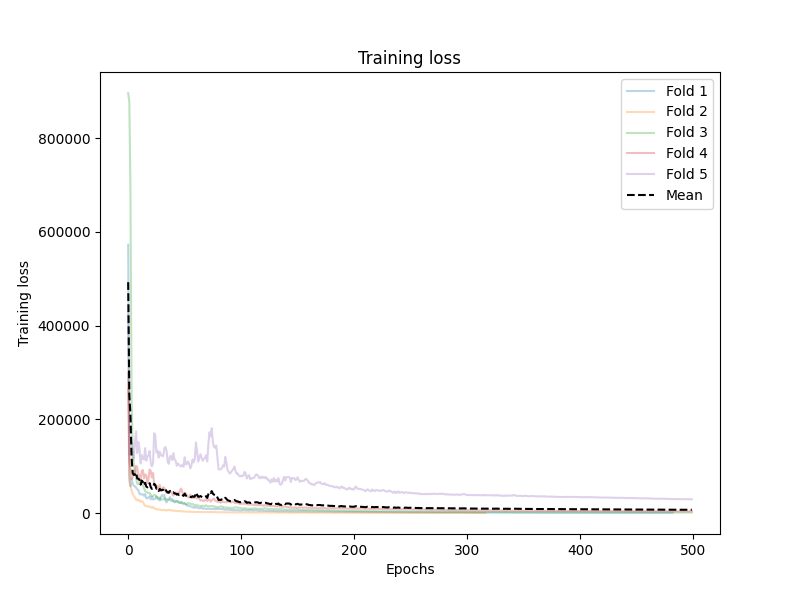 Training loss
Fold 1
Fold 2
Fold 3
Fold 4
Fold 5
Mean
800000
600000
400000
200000
0
Training loss
0 100 200 300 400 500
Epochs